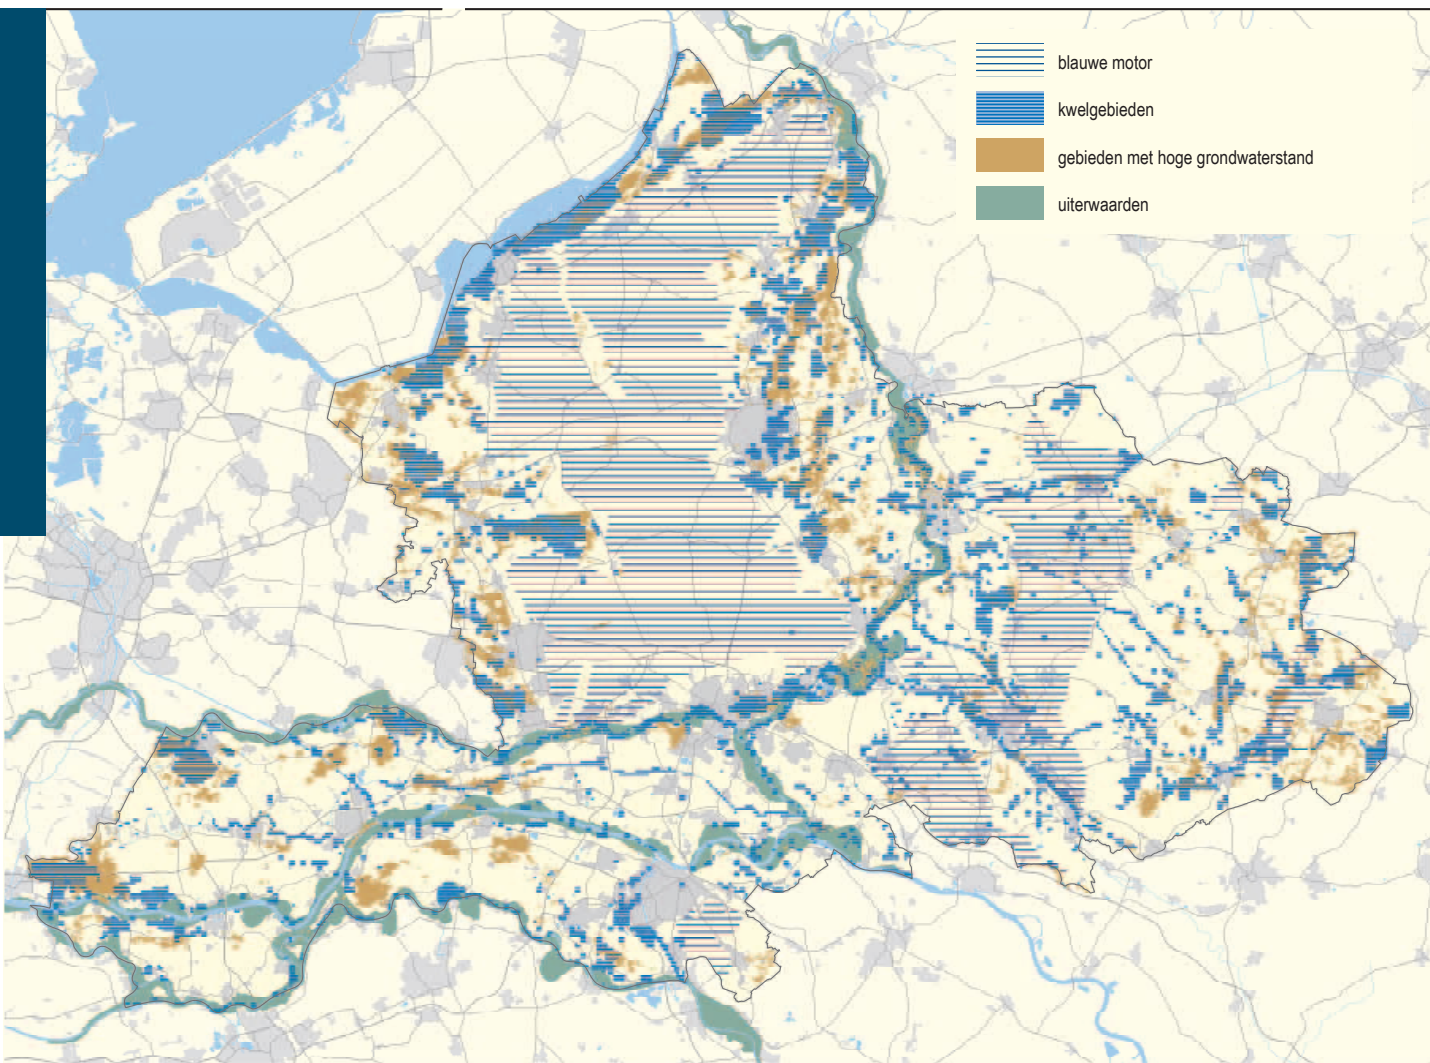 blauwe motor
kwelgebieden
gebieden met hoge grondwaterstand
uiterwaarden